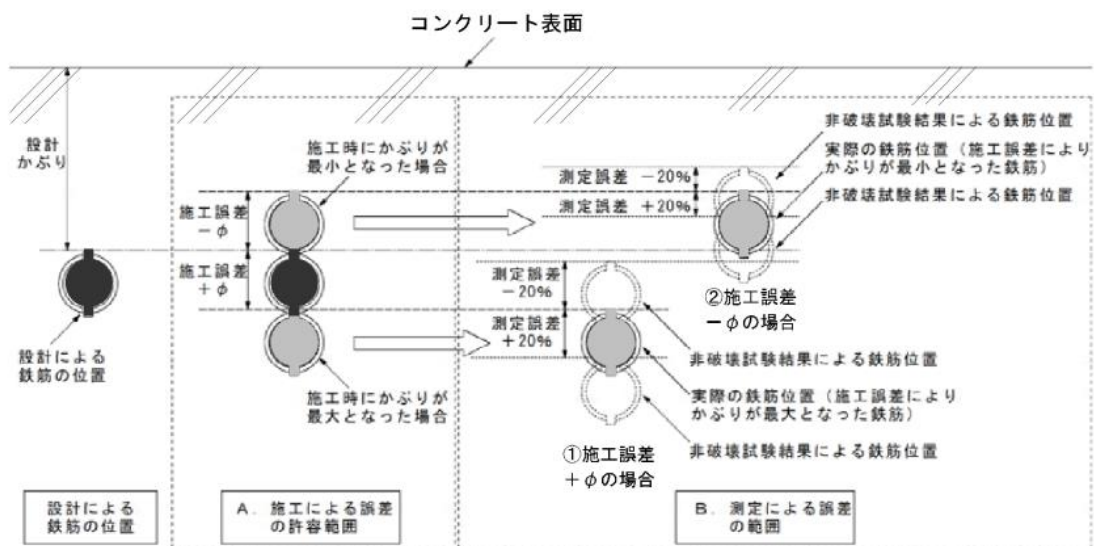 コンクリート表面
設計
かぶり
施工時にかぶりが
最小となった場合
施工誤差
－φ
施工誤差
＋φ
設計による
鉄筋の位置
施工時にかぶりが
最大となった場合
測定誤差 －20%
測定誤差 ＋20%
非破壊試験結果による鉄筋位置
実際の鉄筋位置（施工誤差により
かぶりが最小となった鉄筋）
非破壊試験結果による鉄筋位置
測定誤差
－20%
測定誤差
＋20%
②施工誤差
－φの場合
非破壊試験結果による鉄筋位置
実際の鉄筋位置（施工誤差により
かぶりが最大となった鉄筋）
非破壊試験結果による鉄筋位置
①施工誤差
＋φの場合
設計による
鉄筋の位置
A．施工による誤差
の許容範囲
B．測定による誤差
の範囲